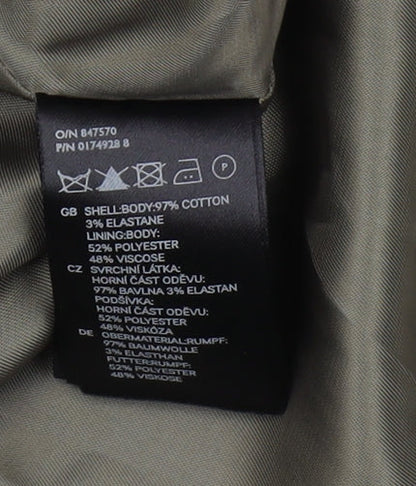 O/N 847570
P/N 0174928 8
P
GB SHELL:BODY:97% COTTON
3% ELASTANE
LINING:BODY:
52% POLYESTER
48% VISCOSE
CZ SVRCHNÍ LÁTKA:
HORNÍ ČÁST ODĚVU:
97% BAVLNA 3% ELASTAN
PODŠÍVKA:
HORNÍ ČÁST ODĚVU:
52% POLYESTER
48% VISKÓZA
DE OBERMATERIAL:RUMPF:
97% BAUMWOLLE
3% ELASTHAN
FUTTER:RUMPF:
52% POLYESTER
48% VISKOSE